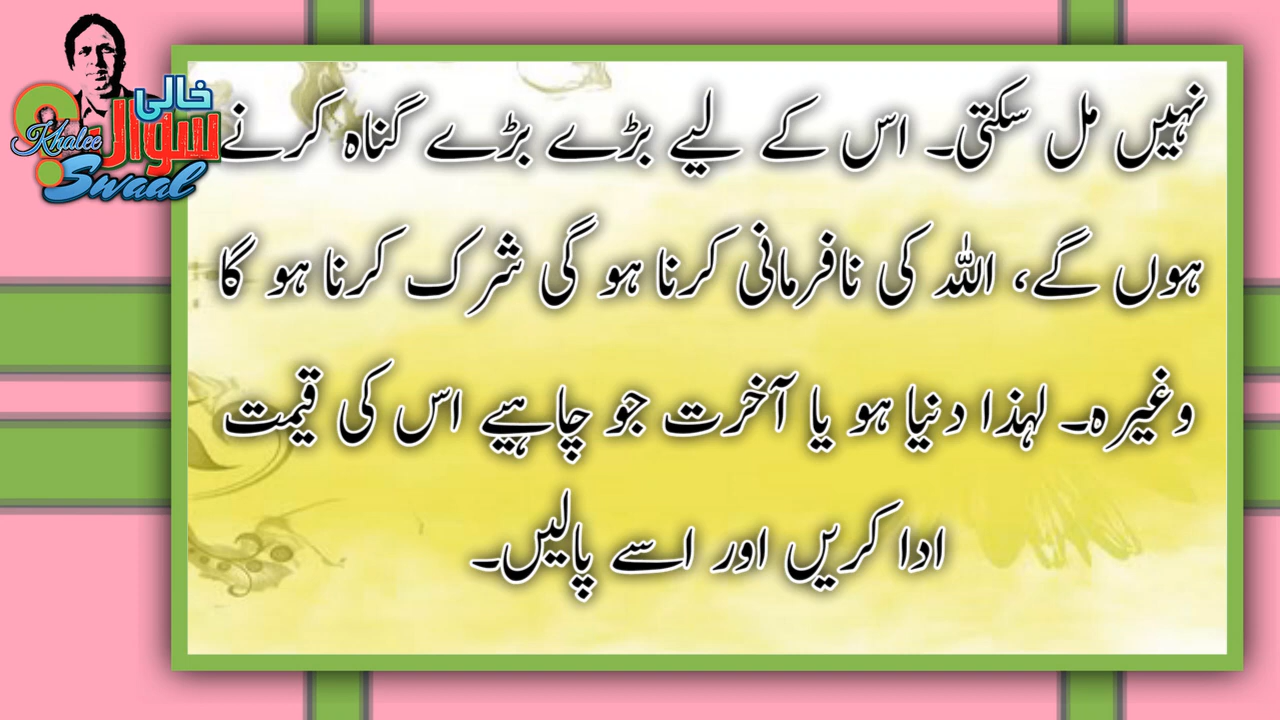 خالی
سوال
Khalee
Swaal
نہیں مل سکتی۔ اس کے لیے بڑے بڑے گناہ کرنے
ہوں گے، اللہ کی نافرمانی کرنا ہو گی شرک کرنا ہو گا
وغیرہ۔ لہذا دنیا ہو یا آخرت جو چاہیے اس کی قیمت
ادا کریں اور اسے پالیں۔